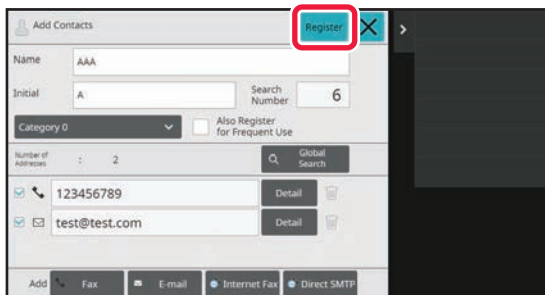 Add Contacts
Register
Name
AAA
Initial
A
Search
Number
6
Category 0
Also Register
for Frequent Use
Number of
Addresses
:
2
Global
Search
123456789
Detail
test@test.com
Detail
Add
Fax
E-mail
Internet Fax
Direct SMTP